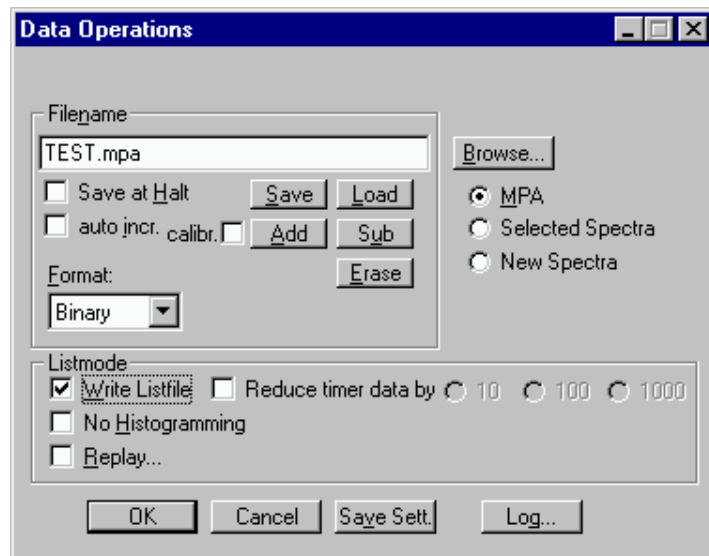 Data Operations
Filename
TEST.mpa
Browse...
Save at Halt Save Load
MPA
auto incr. calibr. Add Sub
Selected Spectra
Format: Erase
New Spectra
Binary
Listmode
Write Listfile Reduce timer data by 10 100 1000
No Histogramming
Replay...
OK Cancel Save Sett. Log...